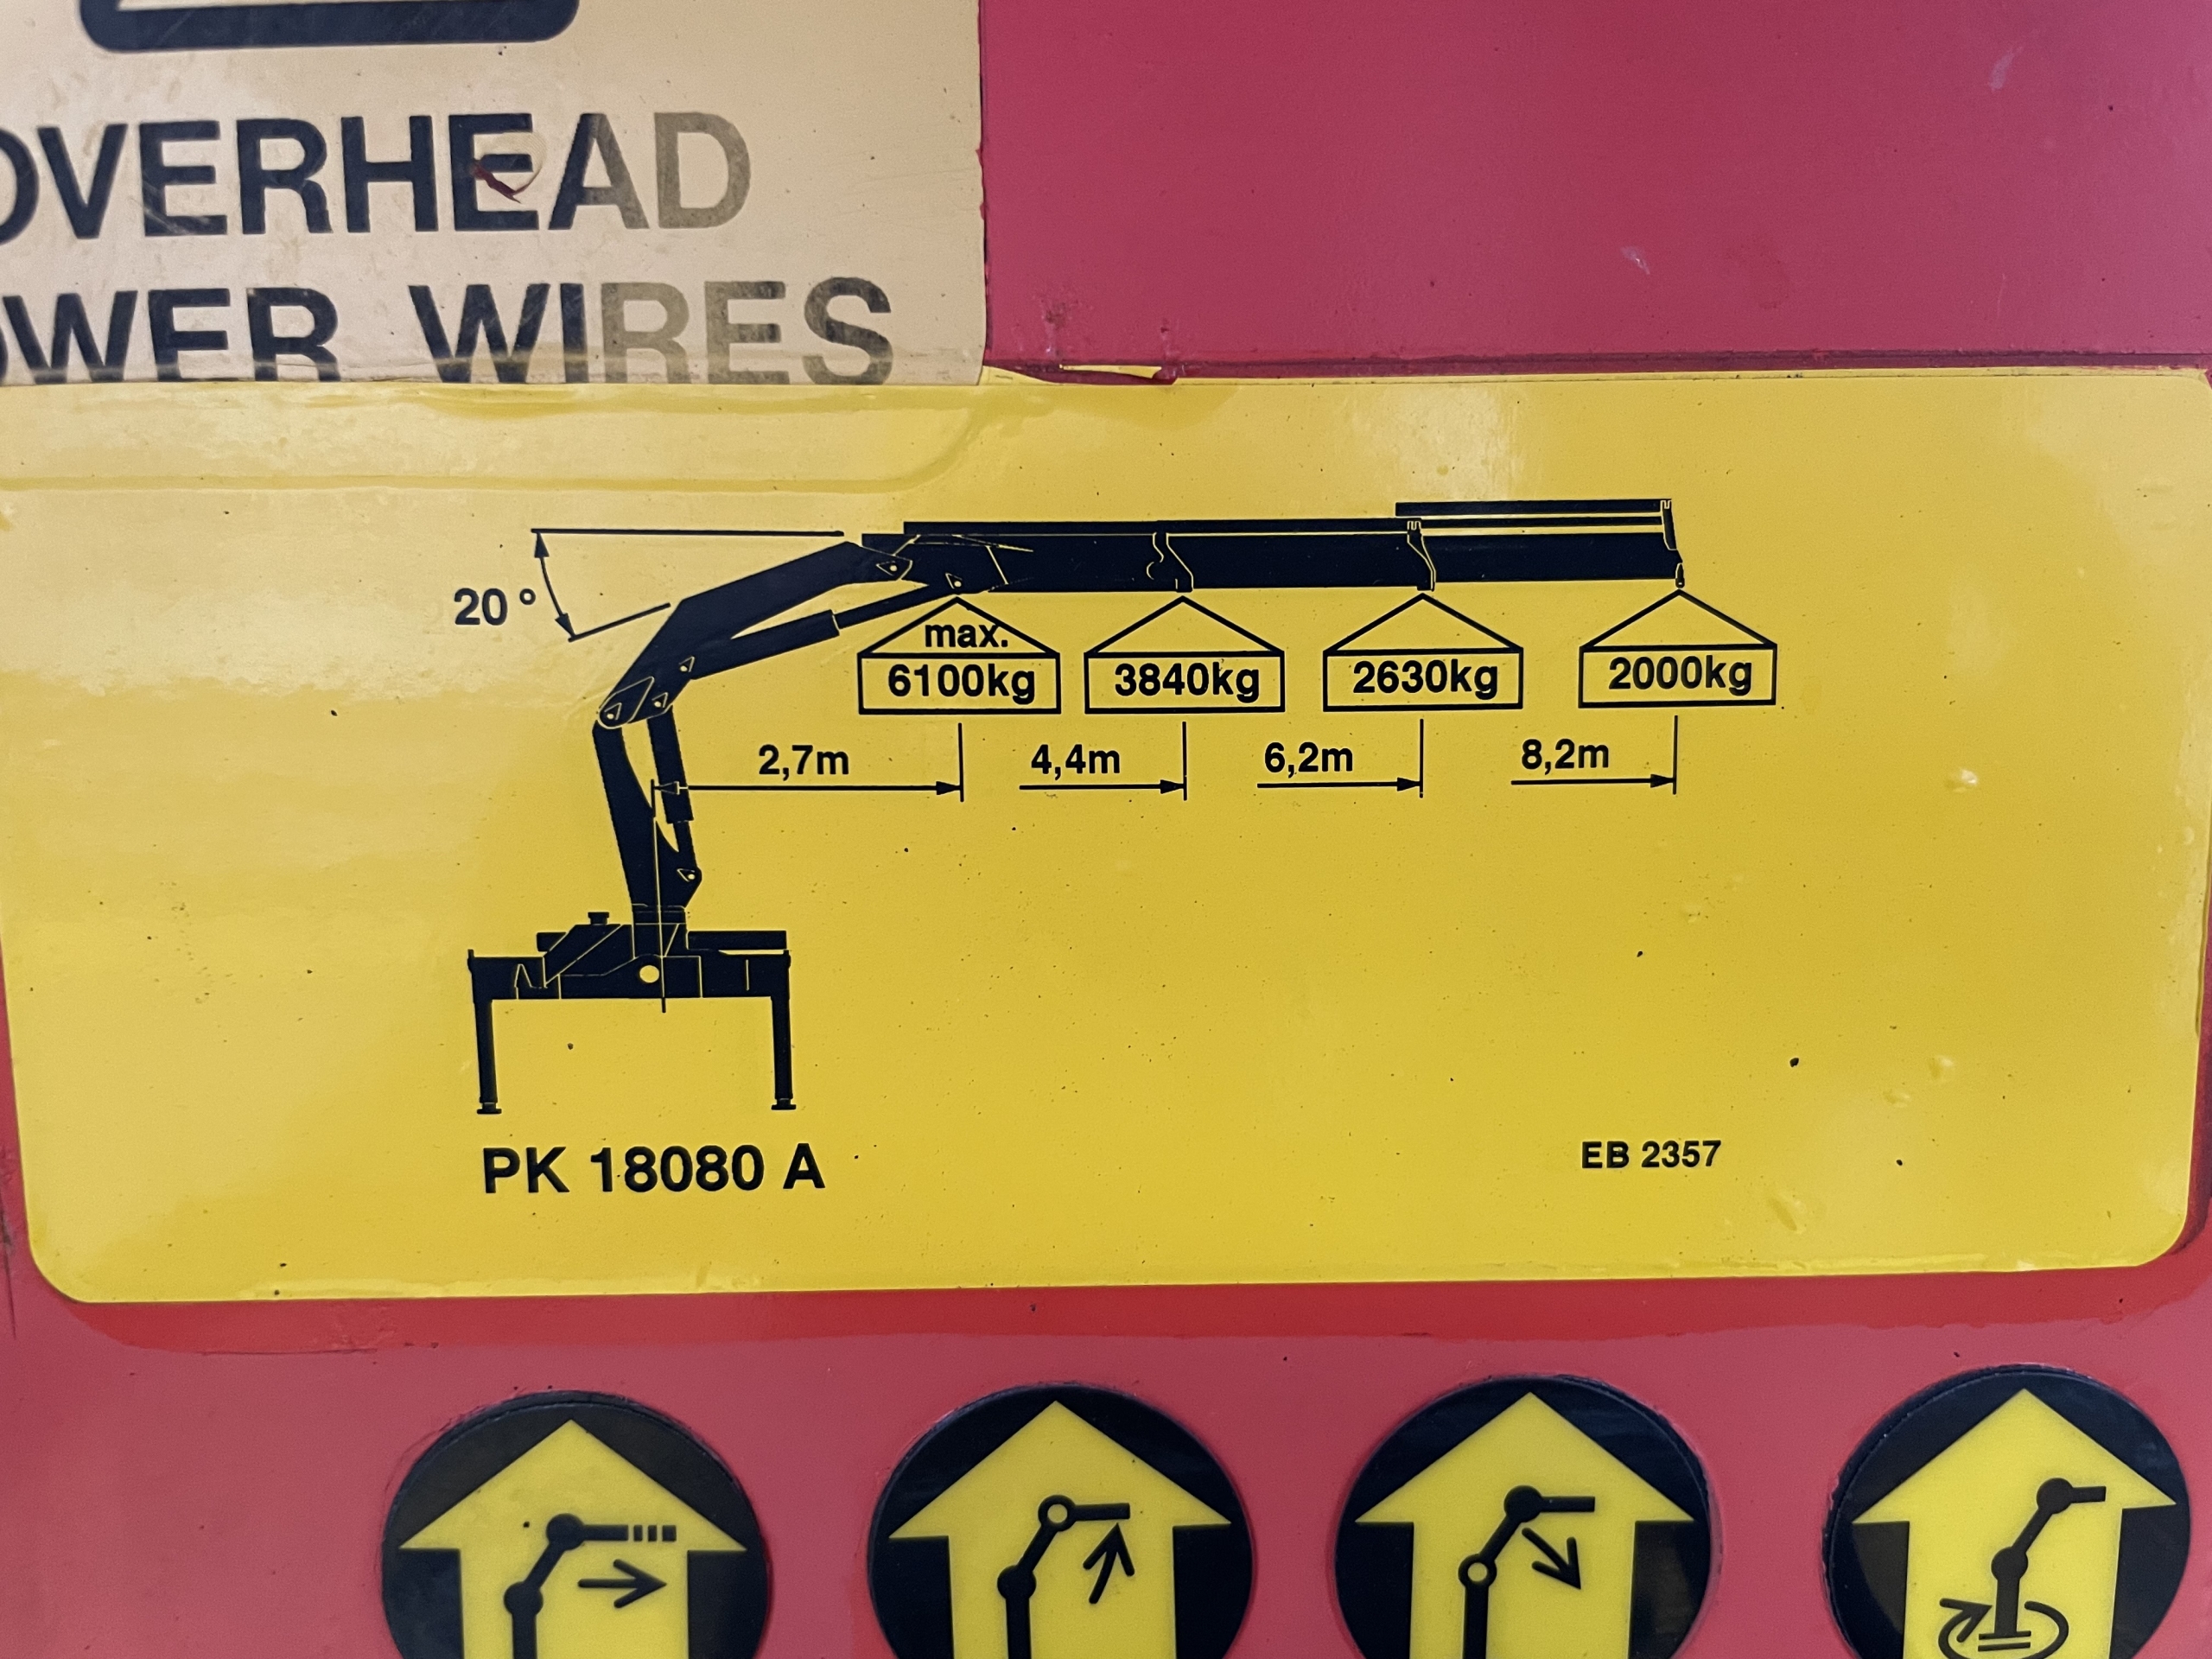 OVERHEAD
OWER WIRES
20°
max.
6100kg
3840kg
2630kg
2000kg
2,7m
4,4m
6,2m
8,2m
PK 18080 A
EB 2357